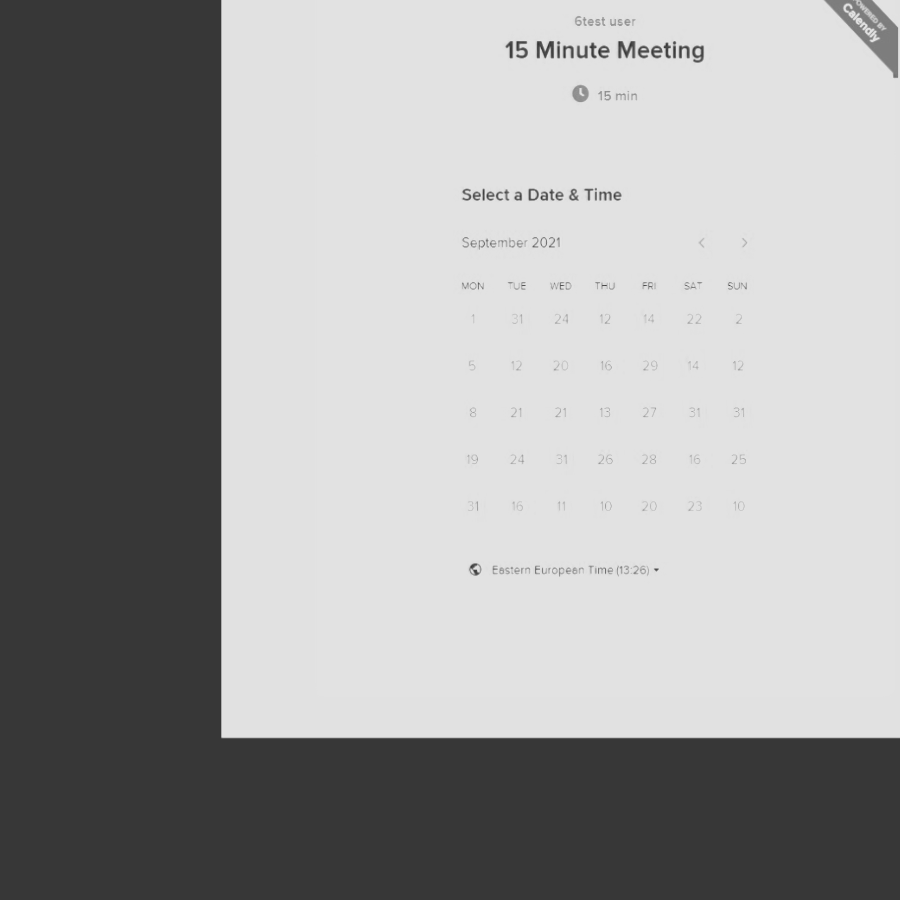 6test user
POWERED BY
Calendly
15 Minute Meeting
15 min
Select a Date & Time
September 2021
MON TUE WED THU FRI SAT SUN
1 31 24 12 14 22 2
5 12 20 16 29 14 12
8 21 21 13 27 31 31
19 24 31 26 28 16 25
31 16 11 10 20 23 10
Eastern European Time (13:26)